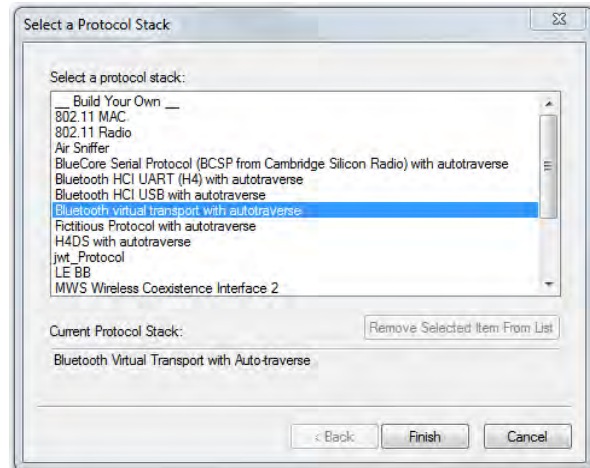 Select a Protocol Stack
Select a protocol stack:
__ Build Your Own __
802.11 MAC
802.11 Radio
Air Sniffer
BlueCore Serial Protocol (BCSP from Cambridge Silicon Radio) with autotraverse
Bluetooth HCI UART (H4) with autotraverse
Bluetooth HCI USB with autotraverse
Bluetooth virtual transport with autotraverse
Fictitious Protocol with autotraverse
H4DS with autotraverse
jwt_Protocol
LE BB
MWS Wireless Coexistence Interface 2
Current Protocol Stack:
Remove Selected Item From List
Bluetooth Virtual Transport with Auto-traverse
< Back
Finish
Cancel